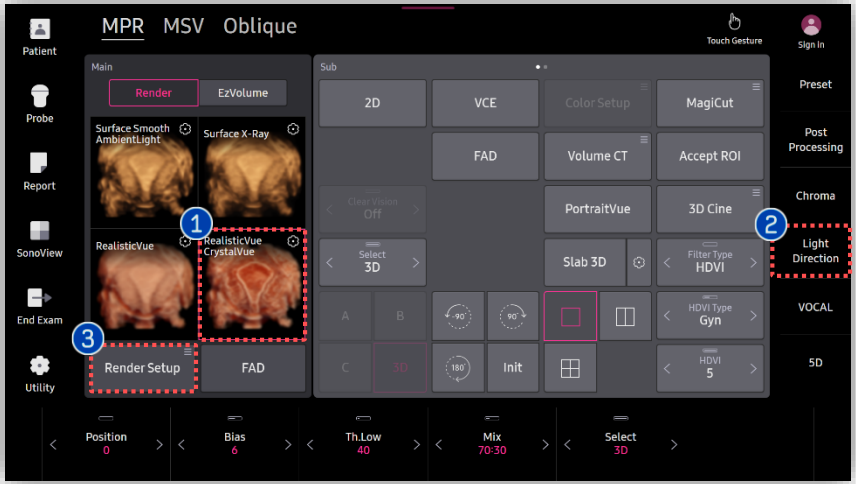 MPR MSV Oblique
Touch Gesture
Sign In
Patient
Probe
Report
SonoView
End Exam
Utility
Main
Render
EzVolume
Surface Smooth
AmbientLight
Surface X-Ray
1
RealisticVue
RealisticVue
CrystalVue
3
Render Setup
FAD
Sub
2D
VCE
Color Setup
MagiCut
FAD
Volume CT
Accept ROI
Clear Vision
Off
PortraitVue
3D Cine
Select
3D
Slab 3D
Filter Type
HDVI
A
B
-90°
90°
HDVI Type
Gyn
C
3D
180°
Init
HDVI
5
Preset
Post
Processing
Chroma
2
Light
Direction
VOCAL
5D
Position
0
Bias
6
Th.Low
40
Mix
70:30
Select
3D